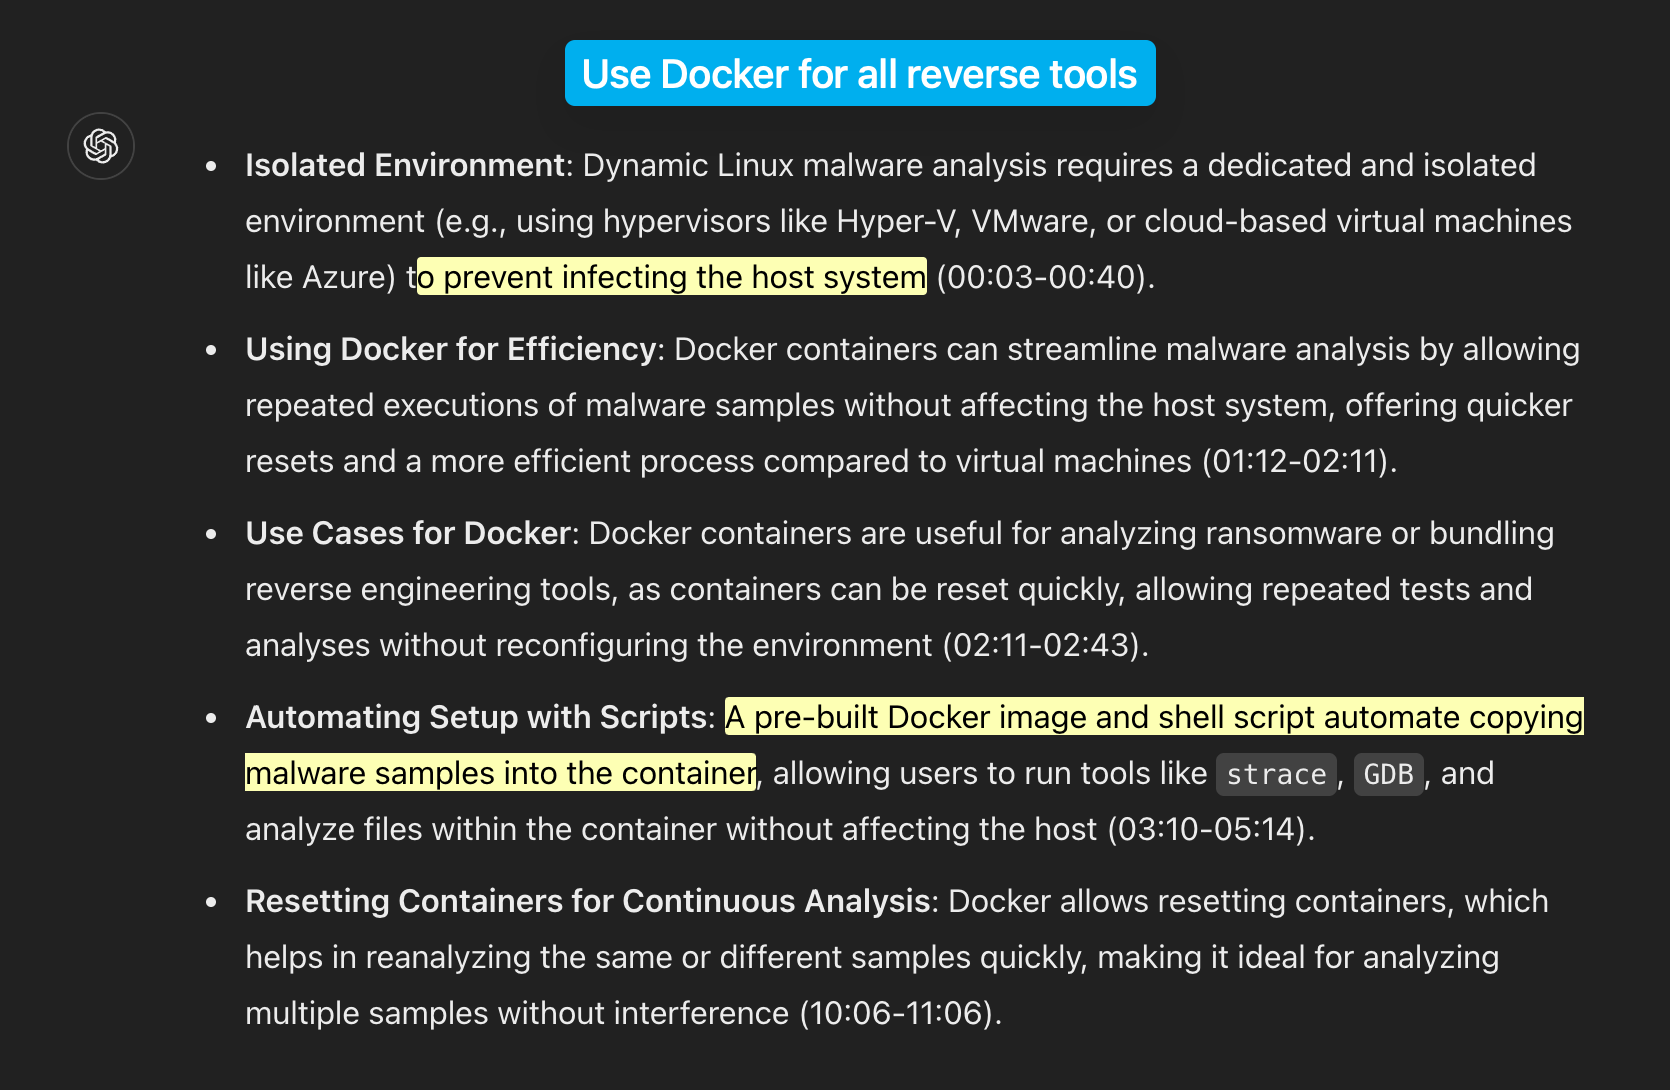 Use Docker for all reverse tools
• Isolated Environment: Dynamic Linux malware analysis requires a dedicated and isolated
environment (e.g., using hypervisors like Hyper-V, VMware, or cloud-based virtual machines
like Azure) to prevent infecting the host system (00:03-00:40).
• Using Docker for Efficiency: Docker containers can streamline malware analysis by allowing
repeated executions of malware samples without affecting the host system, offering quicker
resets and a more efficient process compared to virtual machines (01:12-02:11).
• Use Cases for Docker: Docker containers are useful for analyzing ransomware or bundling
reverse engineering tools, as containers can be reset quickly, allowing repeated tests and
analyses without reconfiguring the environment (02:11-02:43).
• Automating Setup with Scripts: A pre-built Docker image and shell script automate copying
malware samples into the container, allowing users to run tools like strace, GDB, and
analyze files within the container without affecting the host (03:10-05:14).
• Resetting Containers for Continuous Analysis: Docker allows resetting containers, which
helps in reanalyzing the same or different samples quickly, making it ideal for analyzing
multiple samples without interference (10:06-11:06).